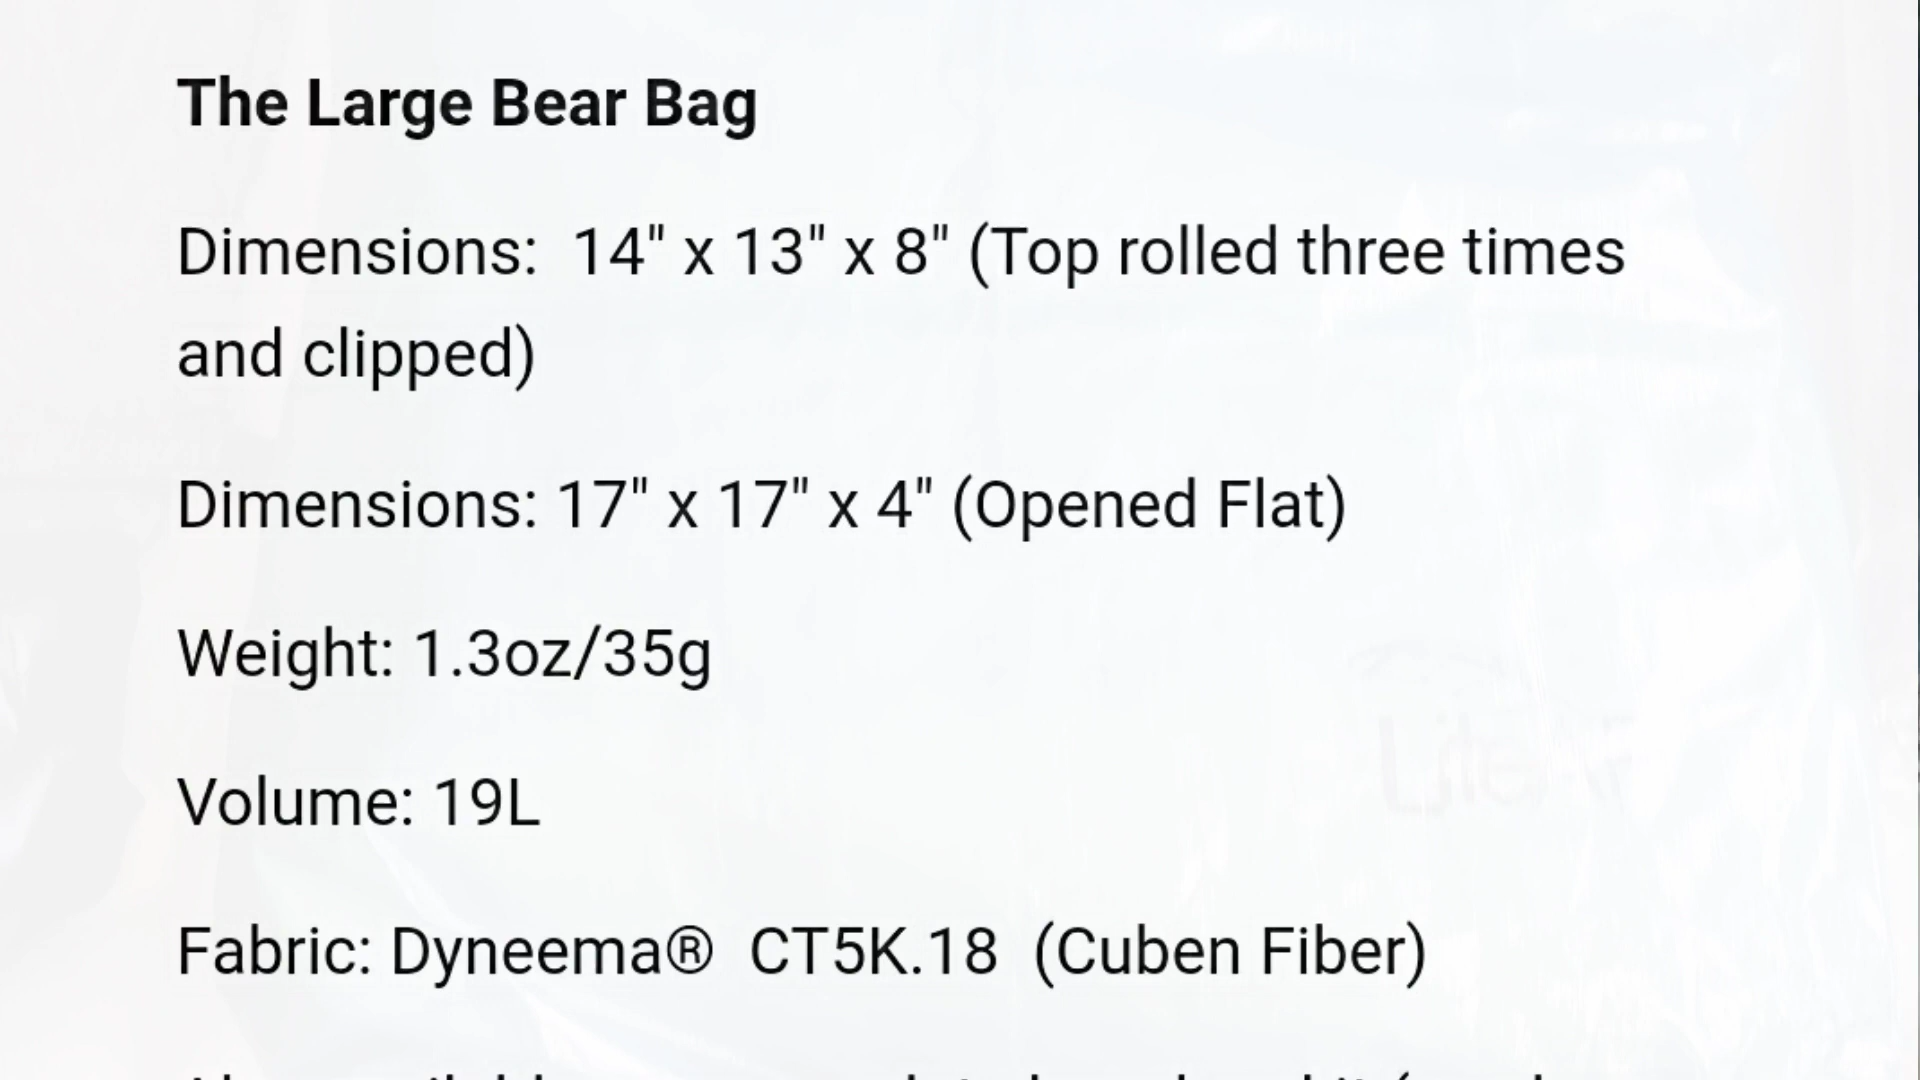 The Large Bear Bag
Dimensions:  14" x 13" x 8" (Top rolled three times
and clipped)
Dimensions: 17" x 17" x 4" (Opened Flat)
Weight: 1.3oz/35g
Volume: 19L
Fabric: Dyneema®  CT5K.18  (Cuben Fiber)